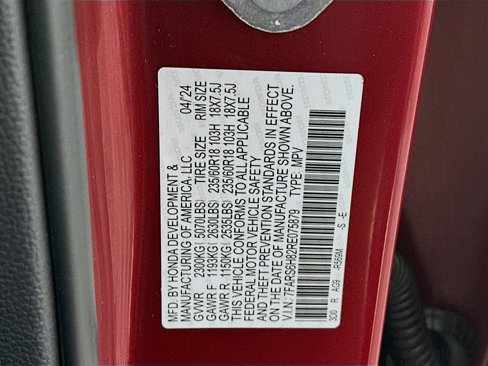 MFD. BY HONDA DEVELOPMENT &
MANUFACTURING OF AMERICA, LLC 04/24
GVWR 2300KG( 5070LBS) TIRE SIZE RIM SIZE
GAWR F 1193KG( 2630LBS) 235/60R18 103H 18X7.5J
GAWR R 1150KG( 2535LBS) 235/60R18 103H 18X7.5J
THIS VEHICLE CONFORMS TO ALL APPLICABLE
FEDERAL MOTOR VEHICLE SAFETY
AND THEFT PREVENTION STANDARDS IN EFFECT
ON THE DATE OF MANUFACTURE SHOWN ABOVE.
V.I.N: 7FARS6H82RE075879 TYPE: MPV
3D0 R AG9 -R569M S -E